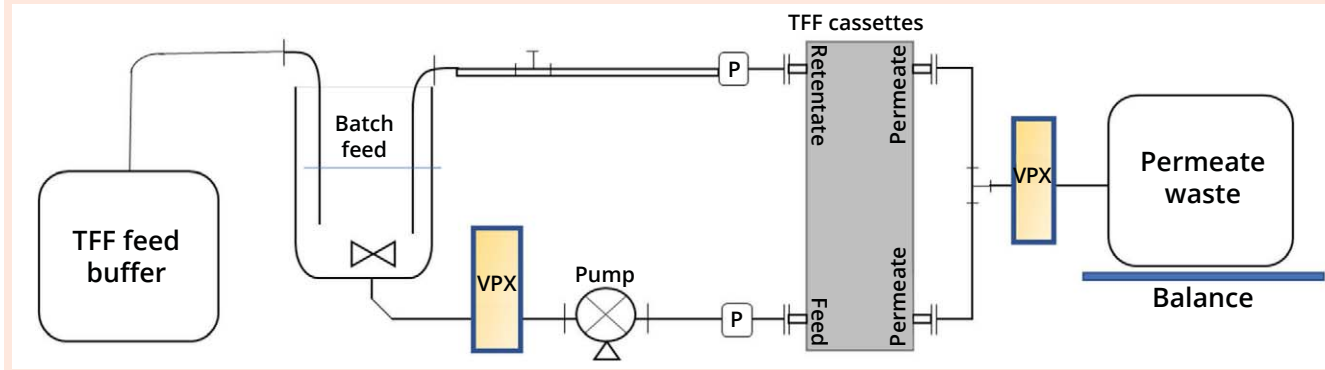 TFF cassettes
Retentate
Permeate
P
Batch
feed
VPX
Permeate
waste
TFF feed
buffer
VPX
Pump
P
Feed
Permeate
Balance